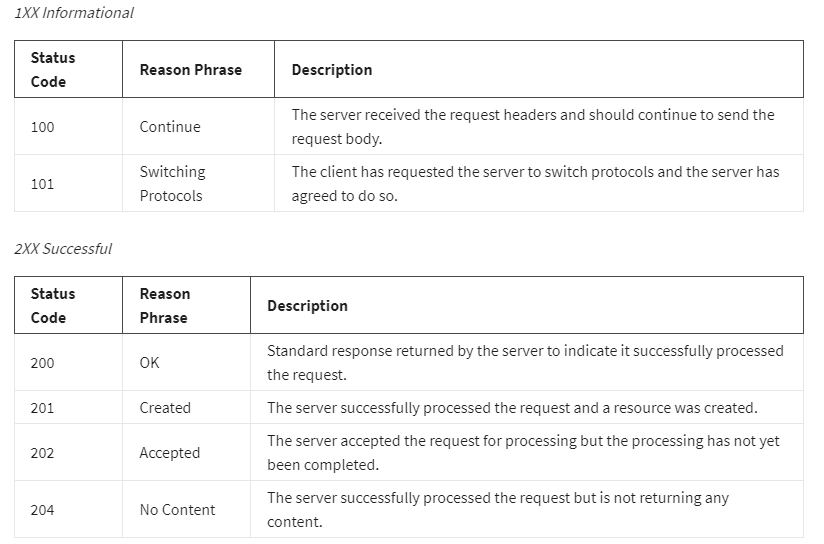 1XX Informational
Status
Code
Reason Phrase
Description
100
Continue
The server received the request headers and should continue to send the
request body.
101
Switching
Protocols
The client has requested the server to switch protocols and the server has
agreed to do so.
2XX Successful
Status
Code
Reason
Phrase
Description
200
OK
Standard response returned by the server to indicate it successfully processed
the request.
201
Created
The server successfully processed the request and a resource was created.
202
Accepted
The server accepted the request for processing but the processing has not yet
been completed.
204
No Content
The server successfully processed the request but is not returning any
content.